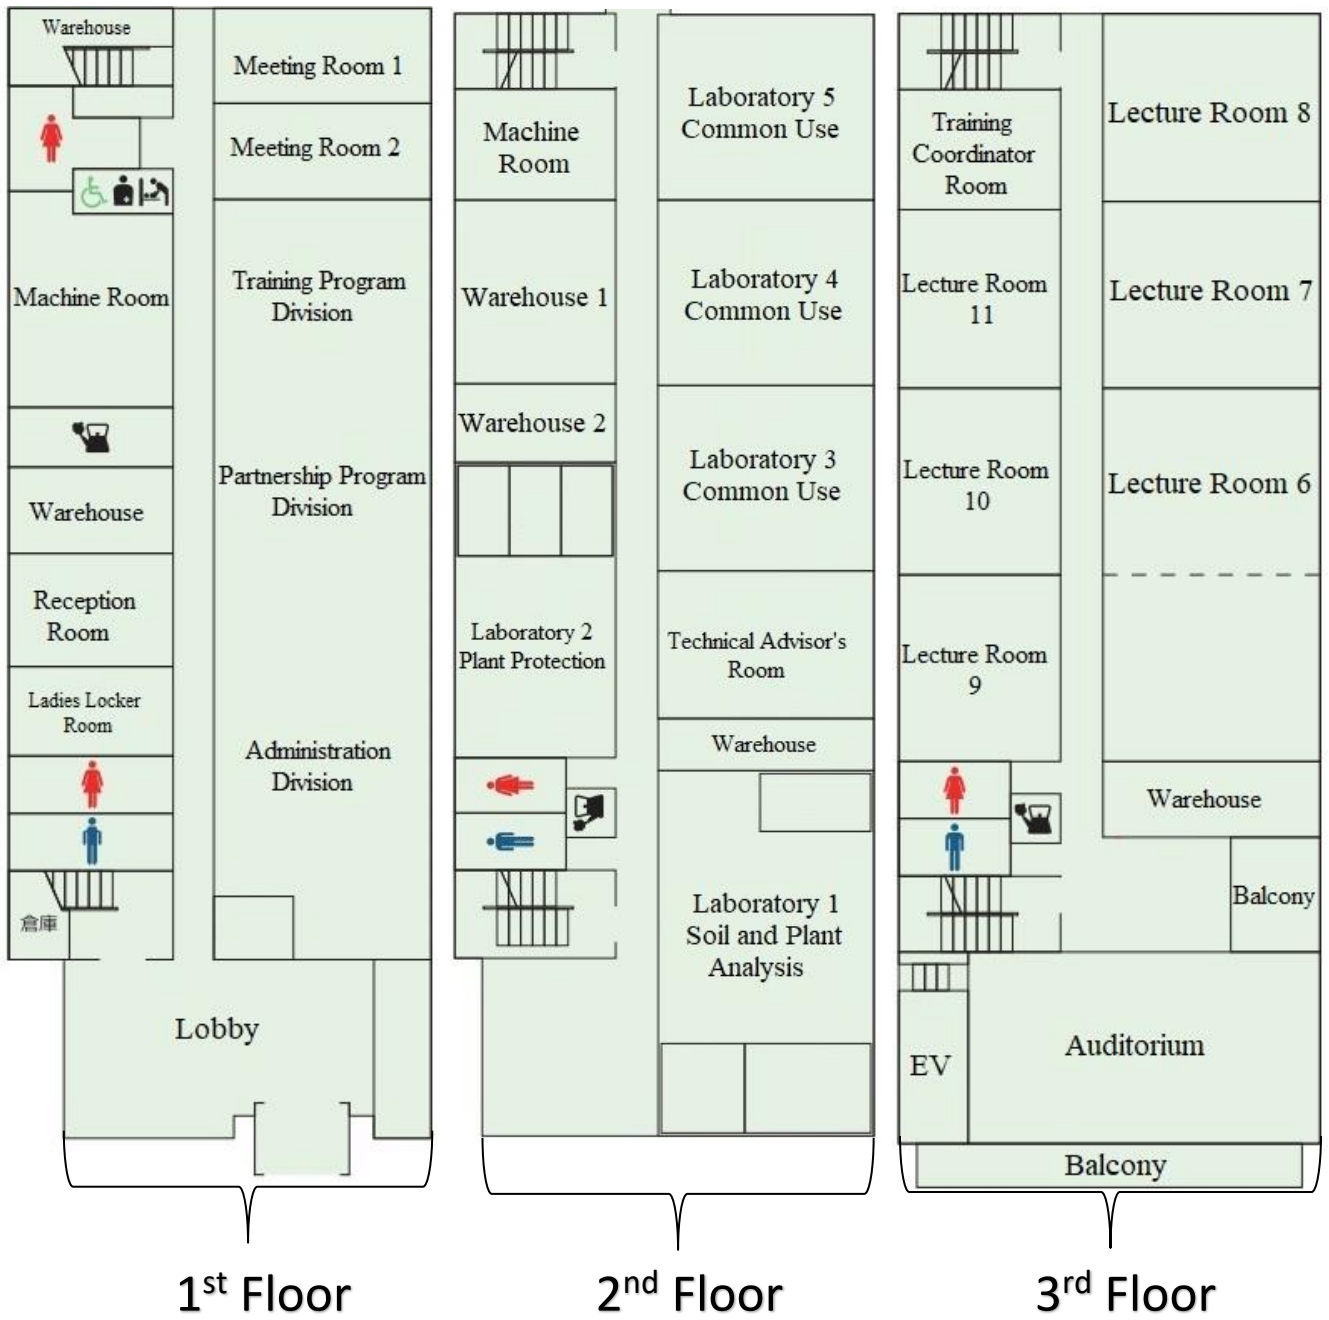 Warehouse
Meeting Room 1
Meeting Room 2
Machine Room
Training Program
Division
Partnership Program
Division
Warehouse
Reception
Room
Ladies Locker
Room
Administration
Division
倉庫
Lobby
1st Floor
Machine
Room
Laboratory 5
Common Use
Warehouse 1
Laboratory 4
Common Use
Warehouse 2
Laboratory 3
Common Use
Laboratory 2
Plant Protection
Technical Advisor's
Room
Warehouse
Laboratory 1
Soil and Plant
Analysis
2nd Floor
Training
Coordinator
Room
Lecture Room 8
Lecture Room
11
Lecture Room 7
Lecture Room
10
Lecture Room 6
Lecture Room
9
Warehouse
Balcony
EV
Auditorium
Balcony
3rd Floor